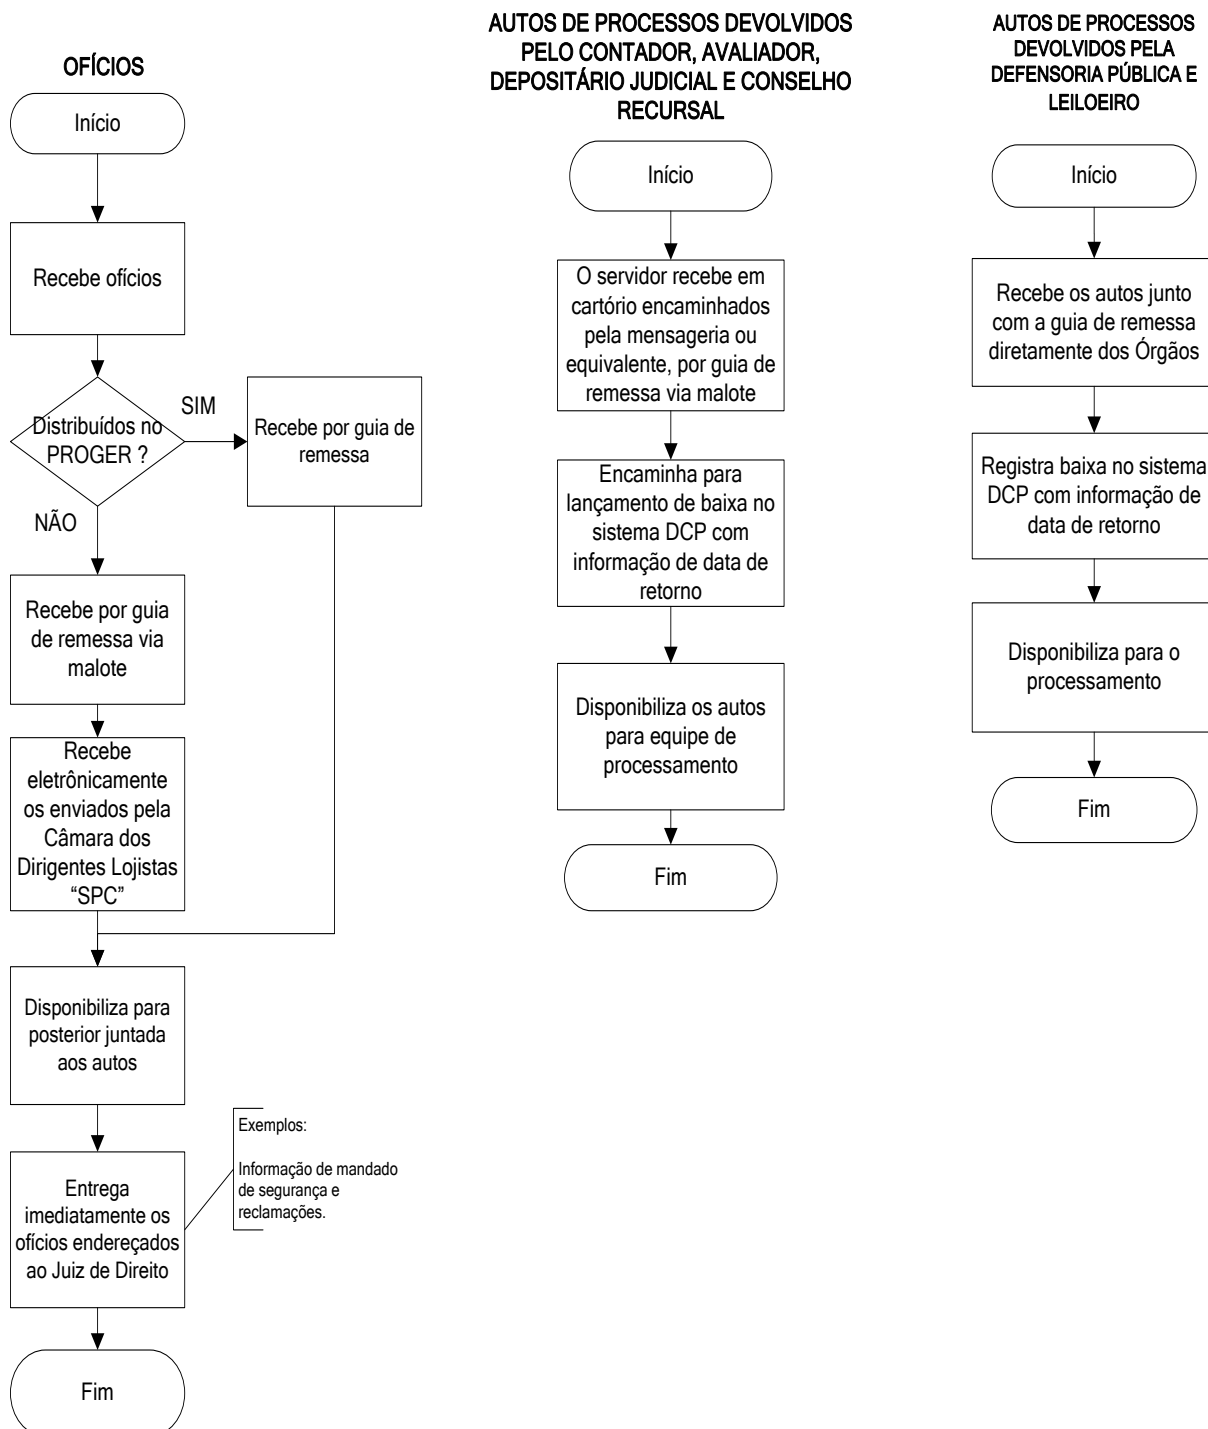 OFÍCIOS
Início
Recebe ofícios
Distribuídos no
PROGER ?
SIM
Recebe por guia de
remessa
NÃO
Recebe por guia
de remessa via
malote
Recebe
eletrônicamente
os enviados pela
Câmara dos
Dirigentes Lojistas
“SPC”
Disponibiliza para
posterior juntada
aos autos
Entrega
imediatamente os
ofícios endereçados
ao Juiz de Direito
Exemplos:
Informação de mandado
de segurança e
reclamações.
Fim
AUTOS DE PROCESSOS DEVOLVIDOS
PELO CONTADOR, AVALIADOR,
DEPOSITÁRIO JUDICIAL E CONSELHO
RECURSAL
Início
O servidor recebe em
cartório encaminhados
pela mensageria ou
equivalente, por guia de
remessa via malote
Encaminha para
lançamento de baixa no
sistema DCP com
informação de data de
retorno
Disponibiliza os autos
para equipe de
processamento
Fim
AUTOS DE PROCESSOS
DEVOLVIDOS PELA
DEFENSORIA PÚBLICA E
LEILOEIRO
Início
Recebe os autos junto
com a guia de remessa
diretamente dos Órgãos
Registra baixa no sistema
DCP com informação de
data de retorno
Disponibiliza para o
processamento
Fim